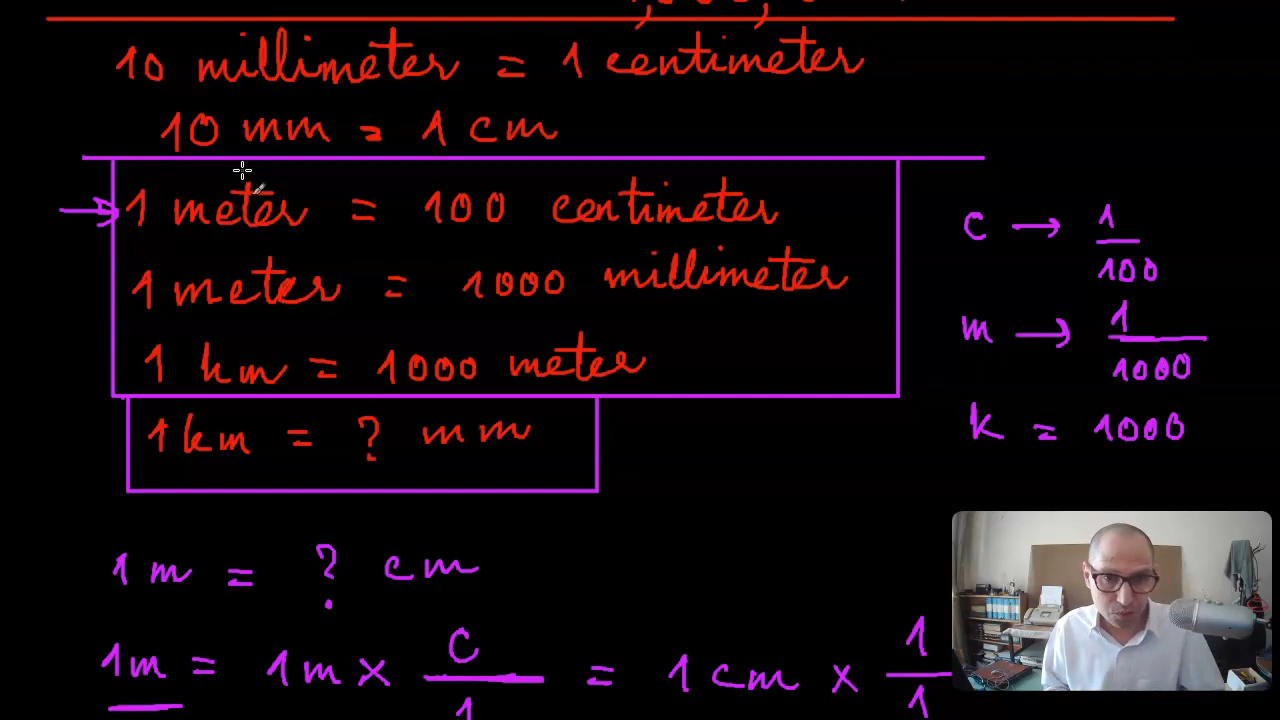 10 millimeter = 1 centimeter
10 mm = 1 cm
1 meter = 100 centimeter
1 meter = 1000 millimeter
1 km = 1000 meter
1 km = ? mm
c → 1/100
m → 1/1000
k = 1000
1 m = ? cm
1m = 1m × c/1 = 1 cm × 1/1